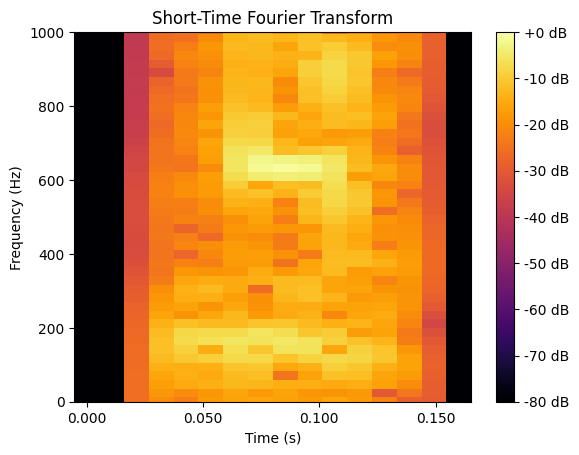 Short-Time Fourier Transform
Frequency (Hz)
1000
800
600
400
200
0
0.000 0.050 0.100 0.150
Time (s)
+0 dB
-10 dB
-20 dB
-30 dB
-40 dB
-50 dB
-60 dB
-70 dB
-80 dB